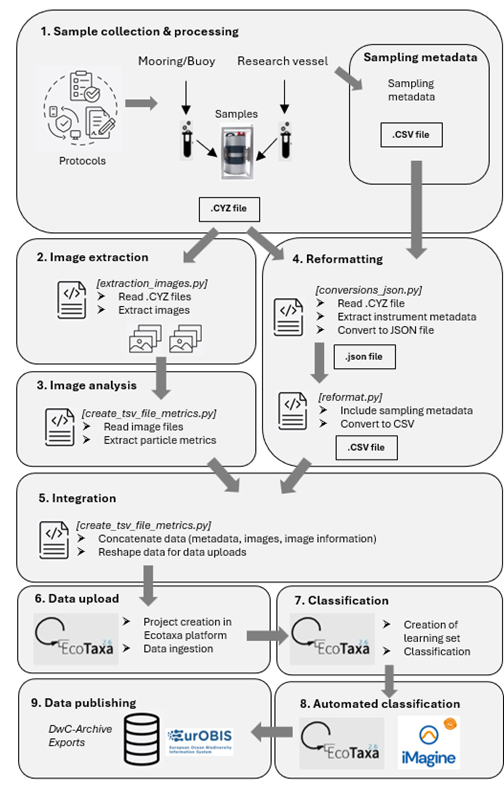 1. Sample collection & processing
Mooring/Buoy
Research vessel
Samples
Protocols
.CYZ file
Sampling metadata
Sampling
metadata
.CSV file
2. Image extraction
[extraction_images.py]
➤ Read .CYZ files
➤ Extract images
3. Image analysis
[create_tsv_file_metrics.py]
➤ Read image files
➤ Extract particle metrics
4. Reformatting
[conversions_json.py]
➤ Read .CYZ file
➤ Extract instrument metadata
➤ Convert to JSON file
.json file
[reformat.py]
➤ Include sampling metadata
➤ Convert to CSV
.CSV file
5. Integration
[create_tsv_file_metrics.py]
➤ Concatenate data (metadata, images, image information)
➤ Reshape data for data uploads
6. Data upload
EcoTaxa 2.6
➤ Project creation in
Ecotaxa platform
➤ Data ingestion
7. Classification
EcoTaxa 2.6
➤ Creation of
learning set
➤ Classification
8. Automated classification
EcoTaxa 2.6
iMagine
9. Data publishing
DwC-Archive
Exports
EurOBIS
European Ocean Biodiversity
Information System